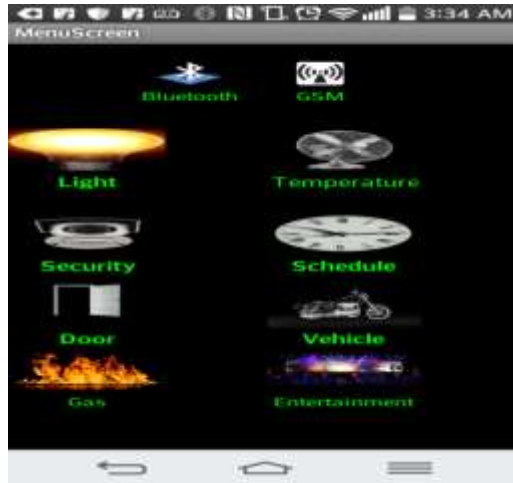 3:34 AM
MenuScreen
Bluetooth GSM
Light Temperature
Security Schedule
Door Vehicle
Gas Entertainment